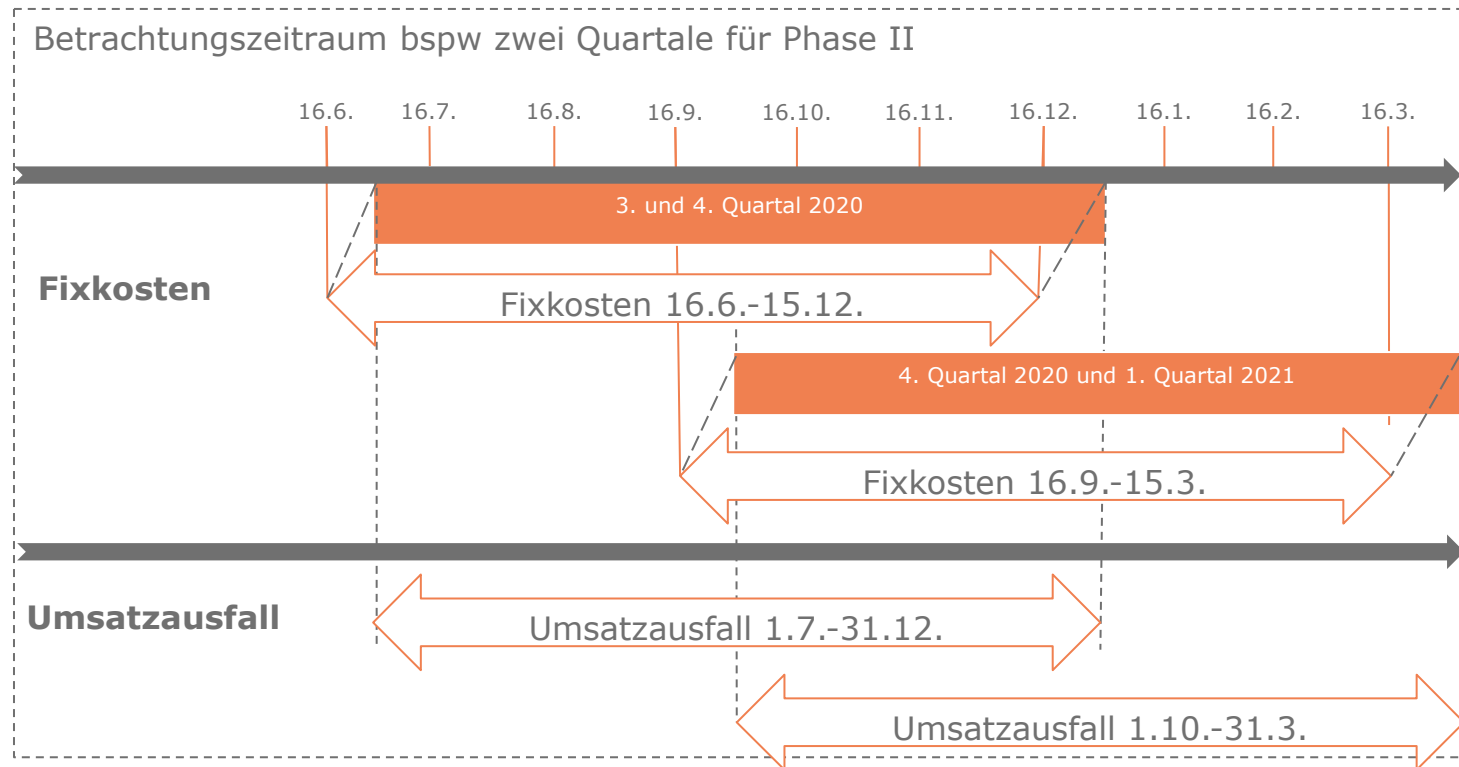 Betrachtungszeitraum bspw zwei Quartale für Phase II
16.6. 16.7. 16.8. 16.9. 16.10. 16.11. 16.12. 16.1. 16.2. 16.3.
3. und 4. Quartal 2020
Fixkosten
Fixkosten 16.6.-15.12.
4. Quartal 2020 und 1. Quartal 2021
Fixkosten 16.9.-15.3.
Umsatzausfall
Umsatzausfall 1.7.-31.12.
Umsatzausfall 1.10.-31.3.